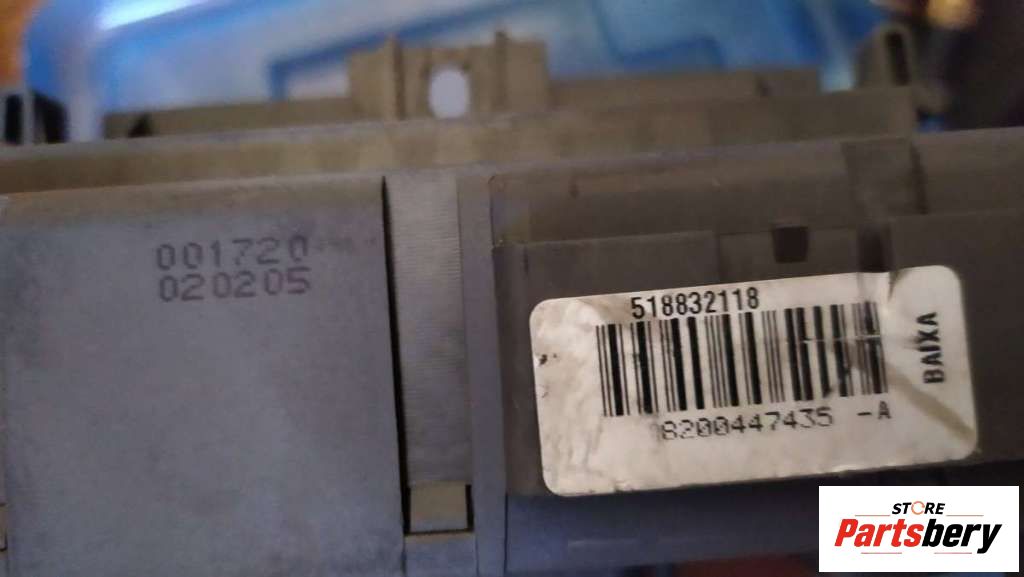 001720
020205
518832118
8200447435 -A
BAIXA
STORE
Partsbery